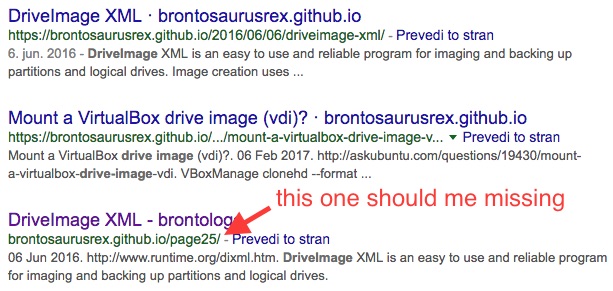 DriveImage XML · brontosaurusrex.github.io
https://brontosaurusrex.github.io/2016/06/06/driveimage-xml/ - Prevedi to stran
6. jun. 2016 - DriveImage XML is an easy to use and reliable program for imaging and backing up
partitions and logical drives. Image creation uses ...
Mount a VirtualBox drive image (vdi)? · brontosaurusrex.github.io
https://brontosaurusrex.github.io/.../mount-a-virtualbox-drive-image-v... ▼ Prevedi to stran
Mount a VirtualBox drive image (vdi)?. 06 Feb 2017. http://askubuntu.com/questions/19430/mount-
a-virtualbox-drive-image-vdi. VBoxManage clonehd --format ...
this one should me missing
DriveImage XML - brontolog
brontosaurusrex.github.io/page25/ - Prevedi to stran
06 Jun 2016. http://www.runtime.org/dixml.htm. DriveImage XML is an easy to use and reliable program
for imaging and backing up partitions and logical drives.